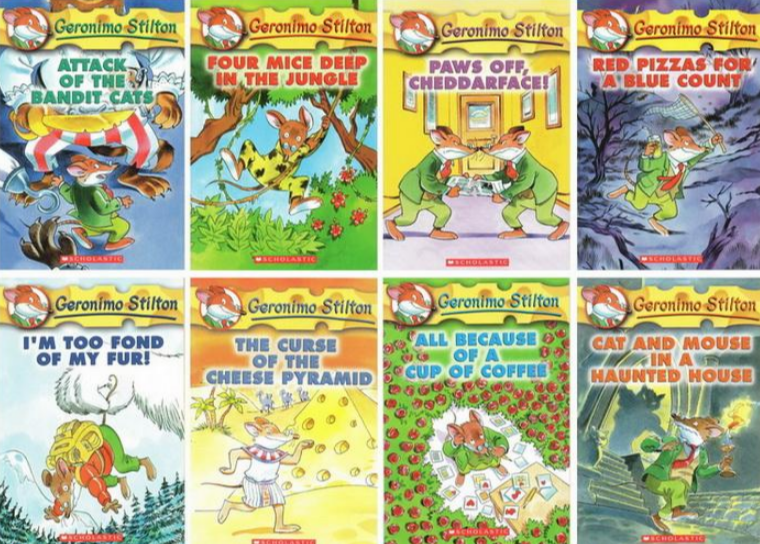 Geronimo Stilton
ATTACK
OF THE
BANDIT CATS
SCHOLASTIC
Geronimo Stilton
FOUR MICE DEEP
IN THE JUNGLE
SCHOLASTIC
Geronimo Stilton
PAWS OFF,
CHEDDARFACE!
SCHOLASTIC
Geronimo Stilton
RED PIZZAS FOR
A BLUE COUNT
SCHOLASTIC
Geronimo Stilton
I'M TOO FOND
OF MY FUR!
SCHOLASTIC
Geronimo Stilton
THE CURSE
OF THE
CHEESE PYRAMID
SCHOLASTIC
Geronimo Stilton
ALL BECAUSE
OF A
CUP OF COFFEE
SCHOLASTIC
Geronimo Stilton
CAT AND MOUSE
IN A
HAUNTED HOUSE
SCHOLASTIC